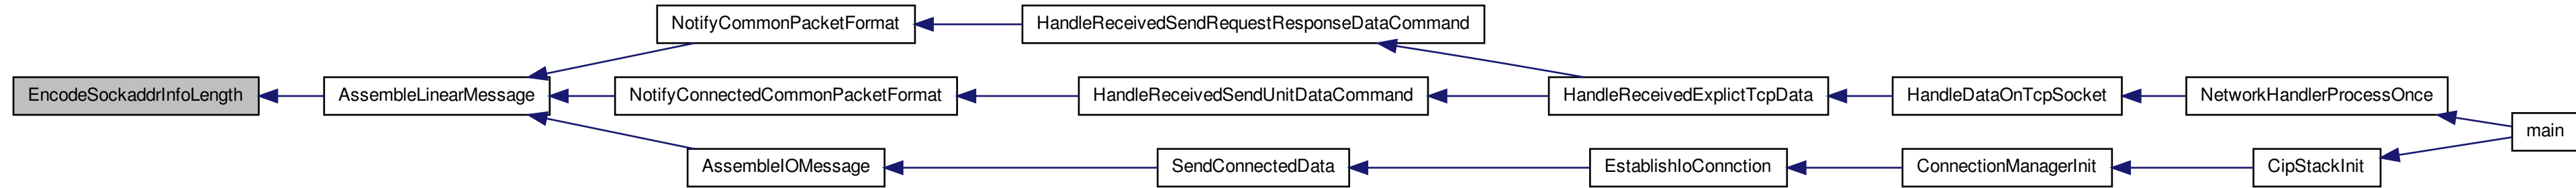 NotifyCommonPacketFormat
HandleReceivedSendRequestResponseDataCommand
EncodeSockaddrInfoLength
AssembleLinearMessage
NotifyConnectedCommonPacketFormat
HandleReceivedSendUnitDataCommand
HandleReceivedExplictTcpData
HandleDataOnTcpSocket
NetworkHandlerProcessOnce
main
AssembleIOMessage
SendConnectedData
EstablishIoConnction
ConnectionManagerInit
CipStackInit